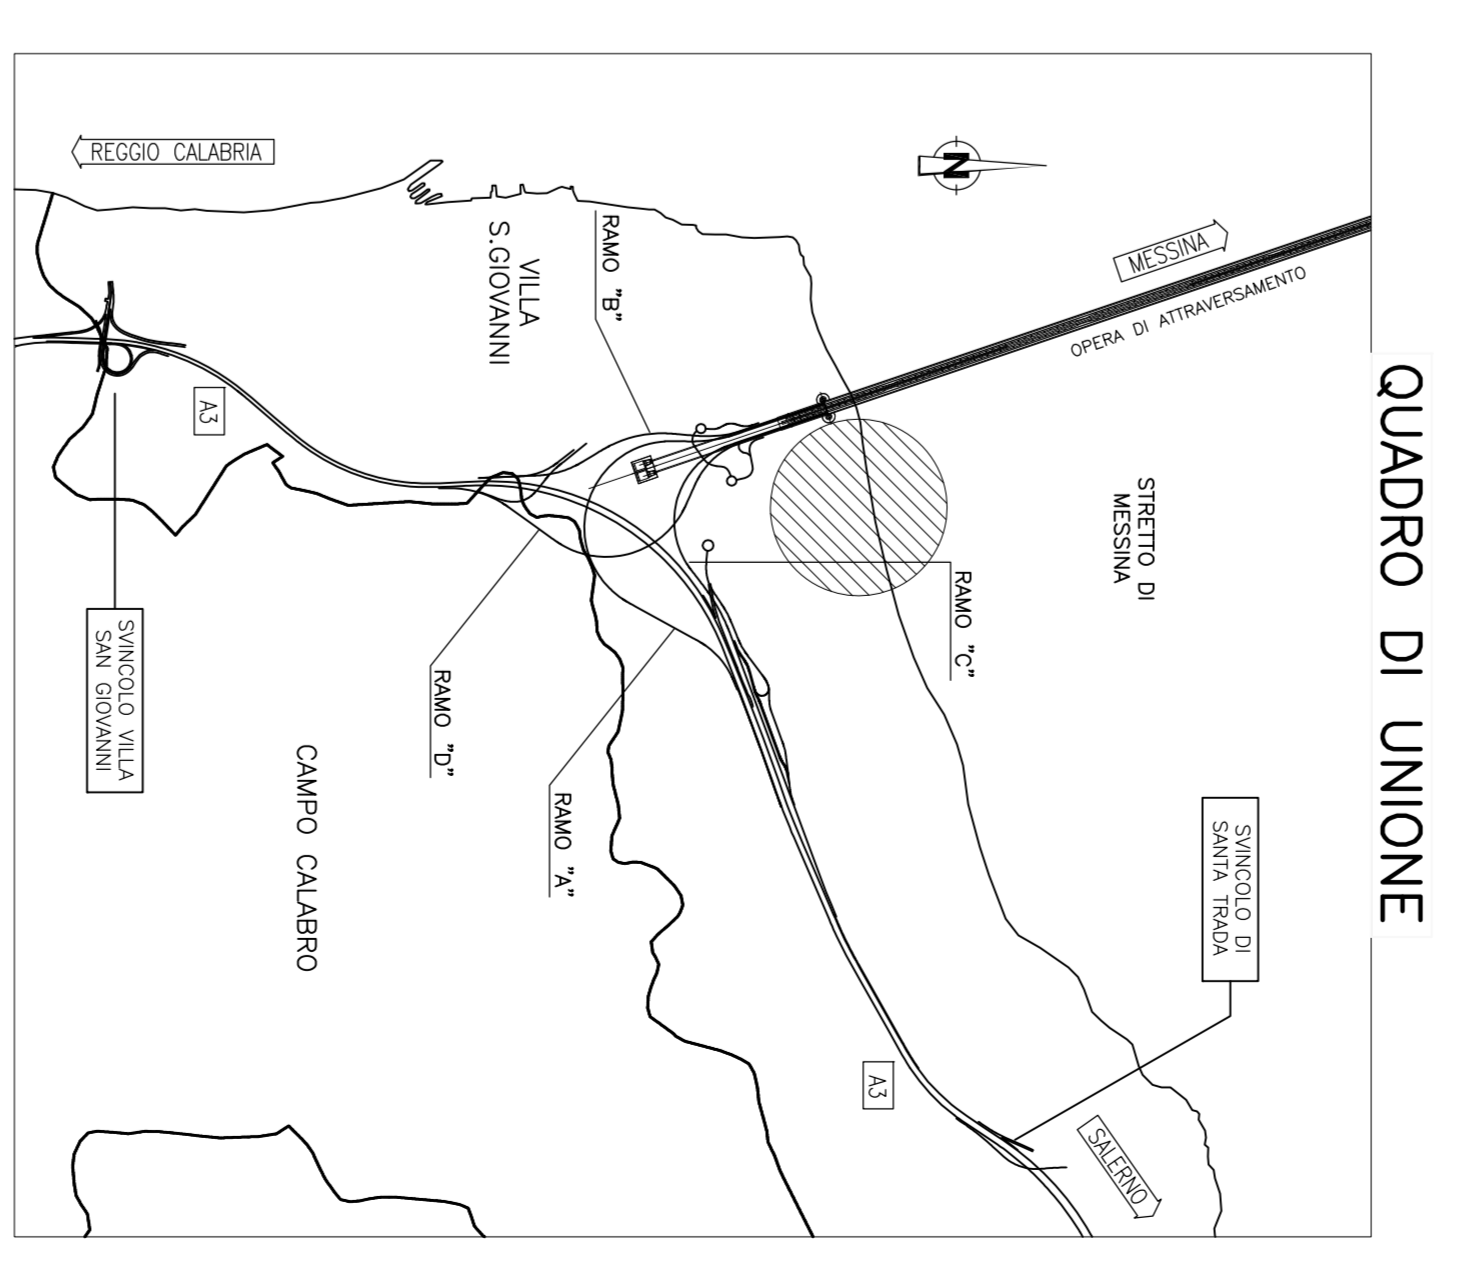 QUADRO DI UNIONE
REGGIO CALABRIA
N
MESSINA
OPERA DI ATTRAVERSAMENTO
VILLA
S.GIOVANNI
RAMO "B"
A3
STRETTO DI
MESSINA
RAMO "C"
SVINCOLO VILLA
SAN GIOVANNI
RAMO "D"
RAMO "A"
CAMPO CALABRO
SVINCOLO DI
SANTA TRADA
A3
SALERNO